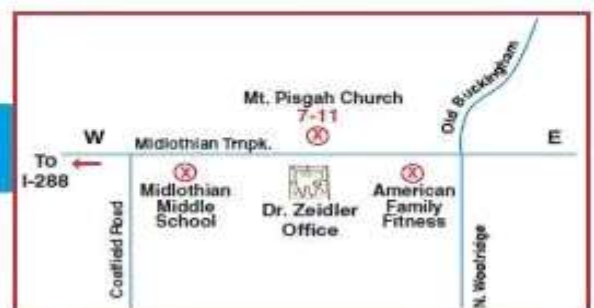 Mt. Pisgah Church
7-11
X
Old Buckingham
W
Midlothian Trnpk.
E
To
I-288
X
Midlothian
Middle
School
Dr. Zeidler
Office
X
American
Family
Fitness
Coalfield Road
N. Woolridge